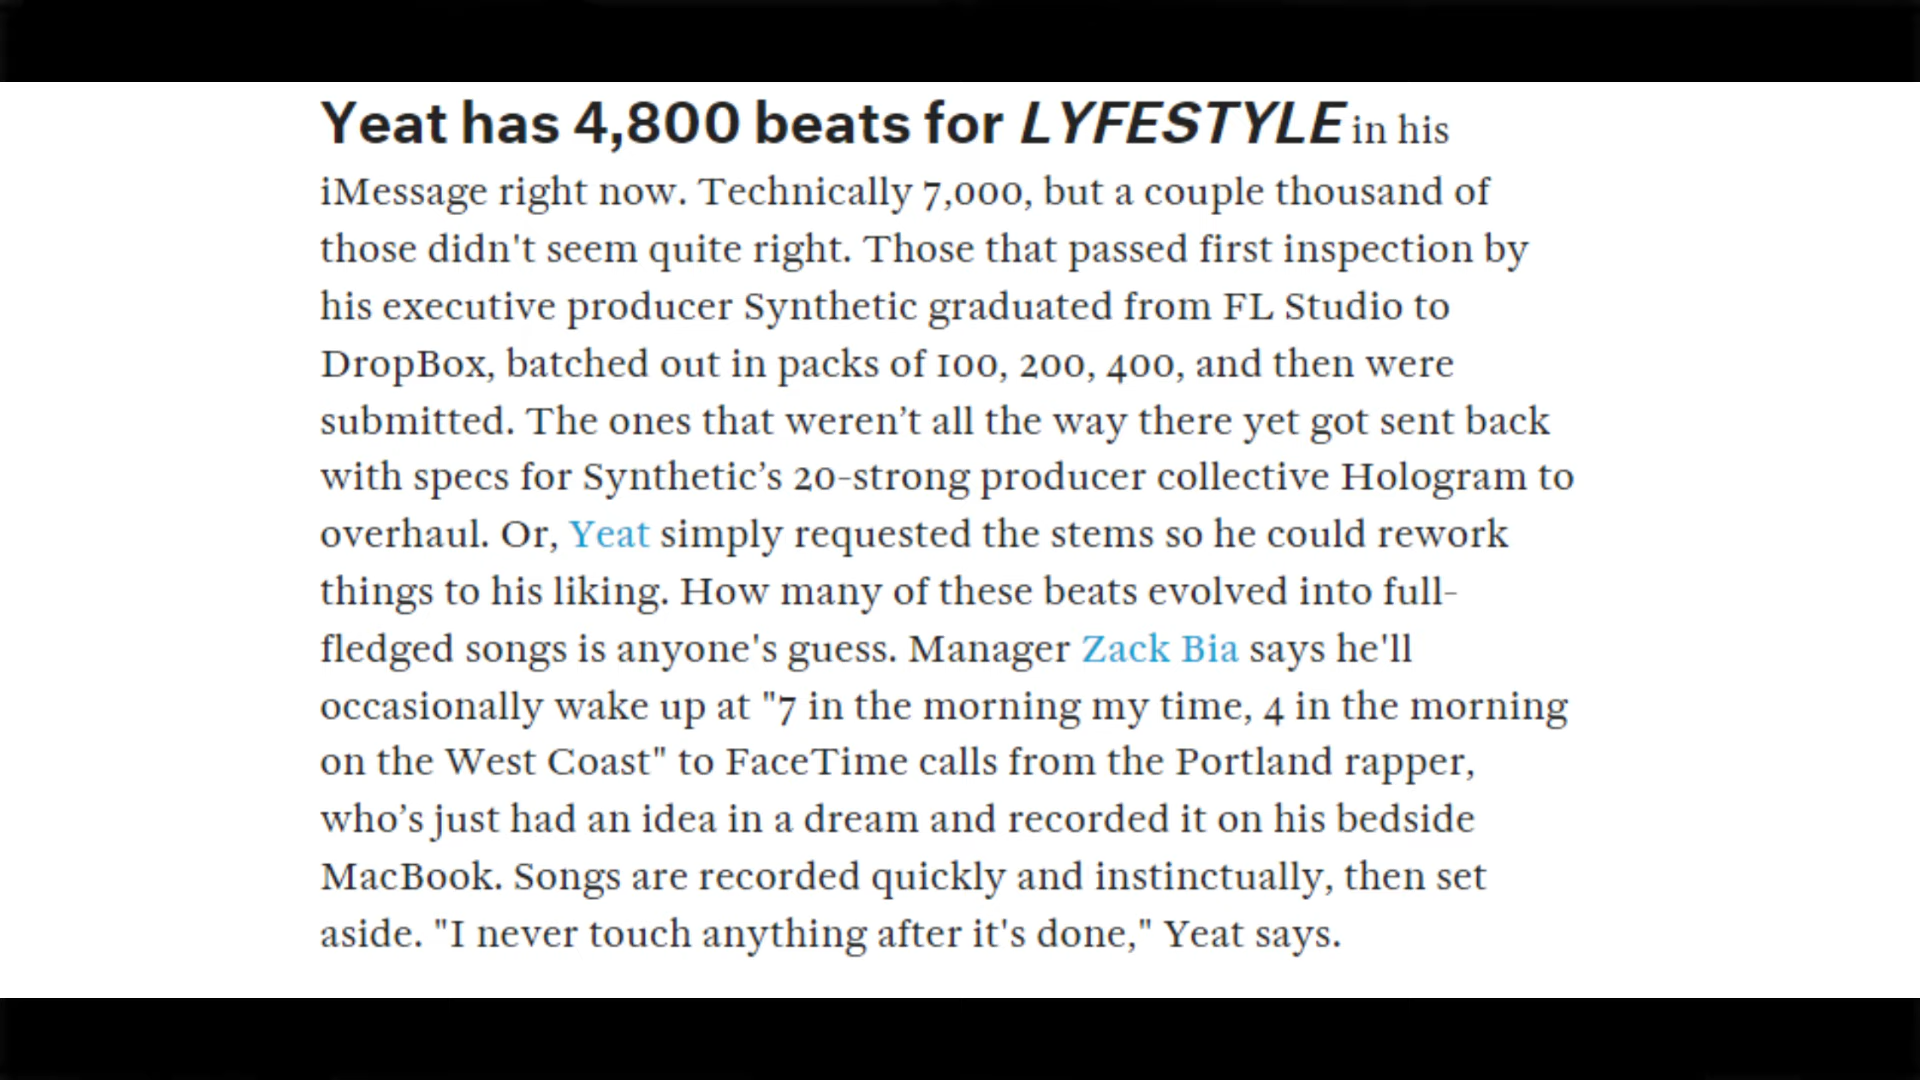 Yeat has 4,800 beats for LYFESTYLE in his
iMessage right now. Technically 7,000, but a couple thousand of
those didn't seem quite right. Those that passed first inspection by
his executive producer Synthetic graduated from FL Studio to
DropBox, batched out in packs of 100, 200, 400, and then were
submitted. The ones that weren’t all the way there yet got sent back
with specs for Synthetic’s 20-strong producer collective Hologram to
overhaul. Or, Yeat simply requested the stems so he could rework
things to his liking. How many of these beats evolved into full-
fledged songs is anyone's guess. Manager Zack Bia says he'll
occasionally wake up at "7 in the morning my time, 4 in the morning
on the West Coast" to FaceTime calls from the Portland rapper,
who’s just had an idea in a dream and recorded it on his bedside
MacBook. Songs are recorded quickly and instinctually, then set
aside. "I never touch anything after it's done," Yeat says.